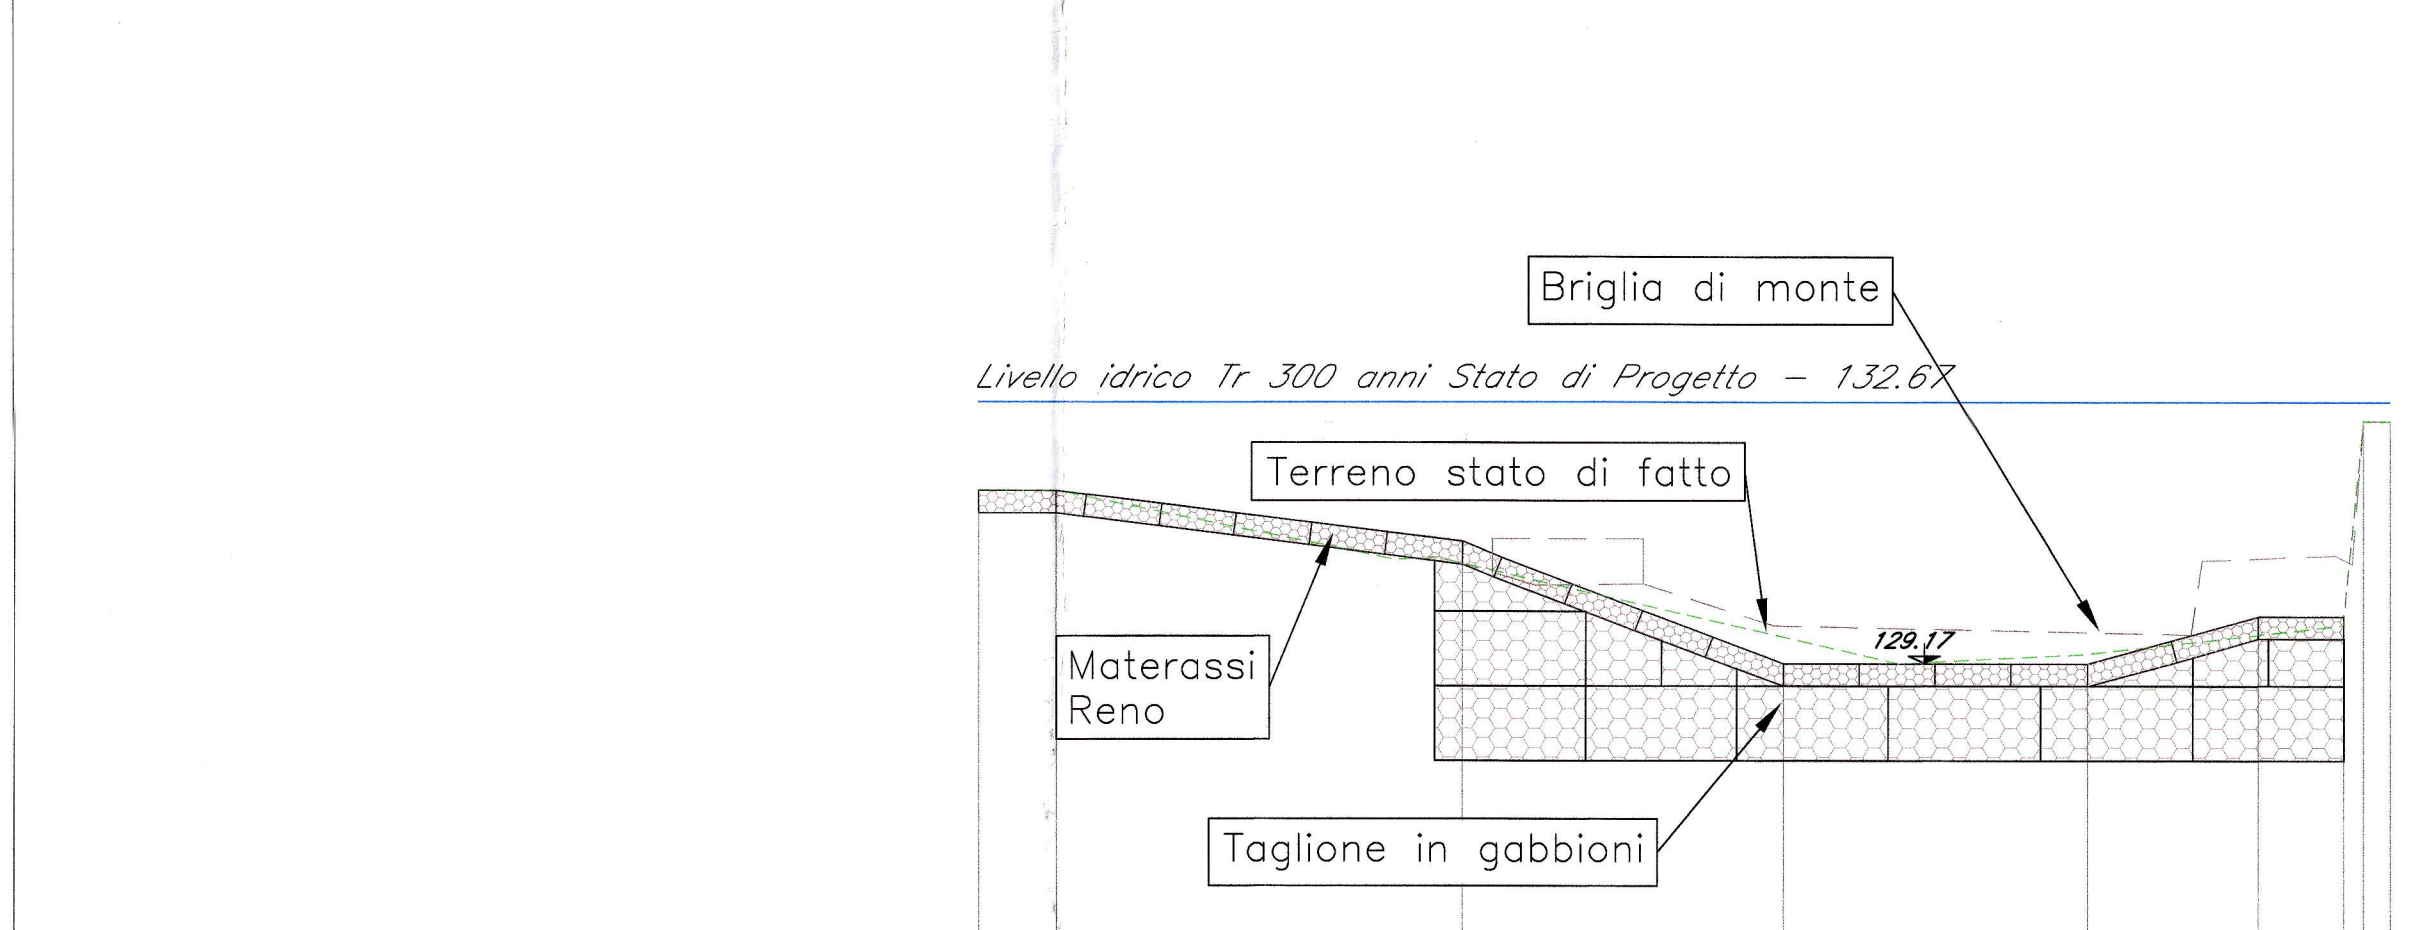 Briglia di monte
Livello idrico Tr 300 anni Stato di Progetto - 132.67
Terreno stato di fatto
129.17
Materassi
Reno
Taglione in gabbioni